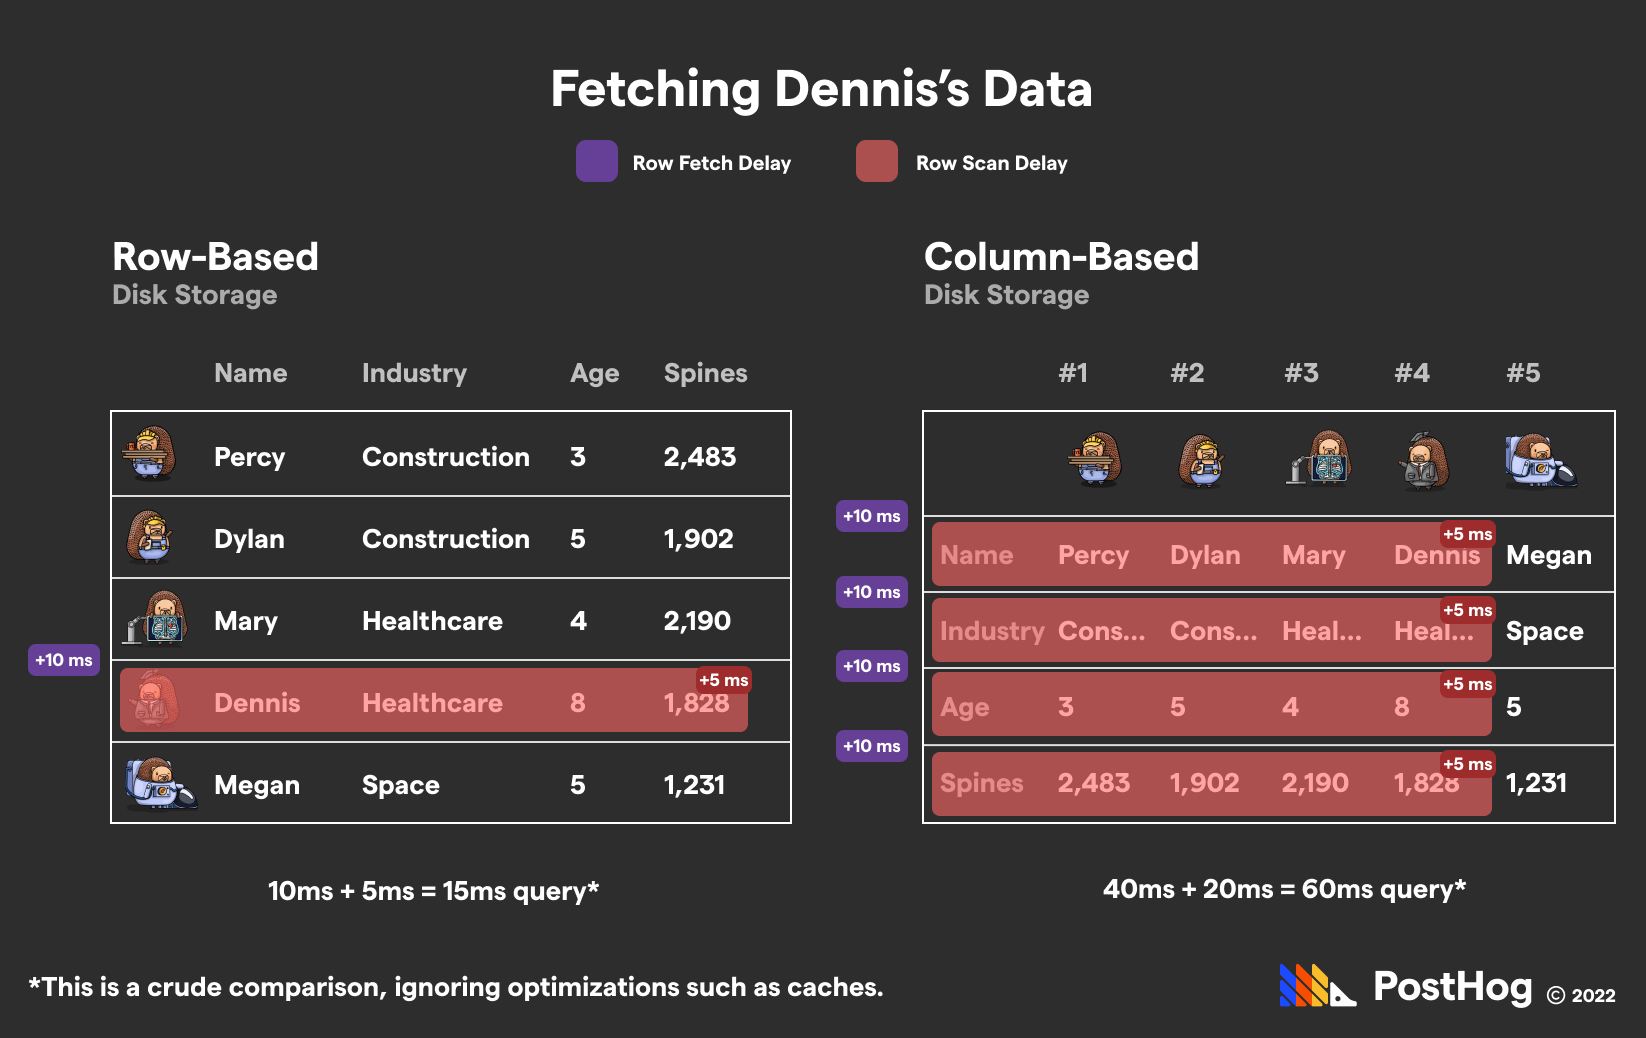 Fetching Dennis’s Data
Row Fetch Delay Row Scan Delay
Row-Based
Disk Storage
Name Industry Age Spines
Percy Construction 3 2,483
Dylan Construction 5 1,902
Mary Healthcare 4 2,190
+10 ms
+5 ms
Dennis Healthcare 8 1,828
Megan Space 5 1,231
10ms + 5ms = 15ms query*
Column-Based
Disk Storage
#1 #2 #3 #4 #5
+10 ms
+5 ms
Name Percy Dylan Mary Dennis Megan
+10 ms
+5 ms
Industry Cons... Cons... Heal... Heal... Space
+10 ms
+5 ms
Age 3 5 4 8 5
+10 ms
+5 ms
Spines 2,483 1,902 2,190 1,828 1,231
40ms + 20ms = 60ms query*
*This is a crude comparison, ignoring optimizations such as caches.
PostHog © 2022